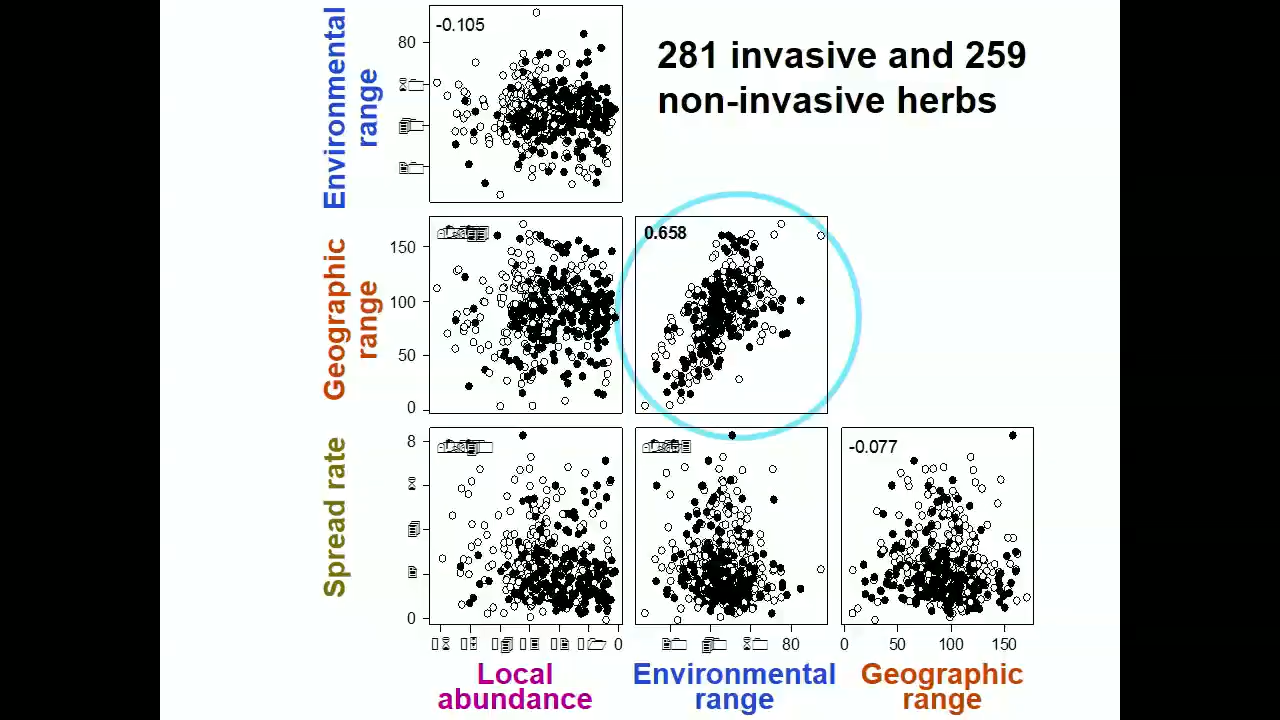 -0.105
281 invasive and 259
non-invasive herbs
Environmental
range
80
0.658
Geographic
range
150
100
50
0
-0.077
Spread rate
8
0
0
80
0 50 100 150
Local
abundance
Environmental
range
Geographic
range